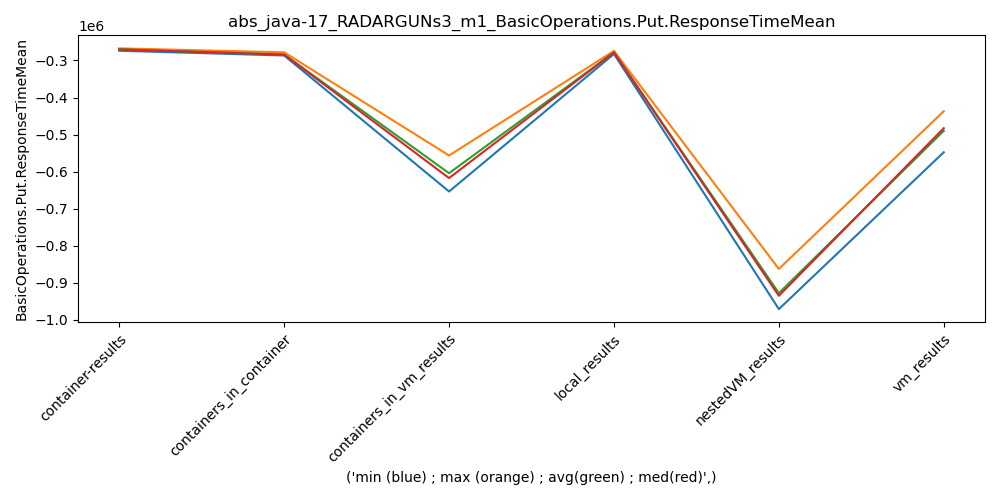 abs_java-17_RADARGUNs3_m1_BasicOperations.Put.ResponseTimeMean
1e6
BasicOperations.Put.ResponseTimeMean
−0.3
−0.4
−0.5
−0.6
−0.7
−0.8
−0.9
−1.0
container-results
containers_in_container
containers_in_vm_results
local_results
nestedVM_results
vm_results
('min (blue) ; max (orange) ; avg(green) ; med(red)',)